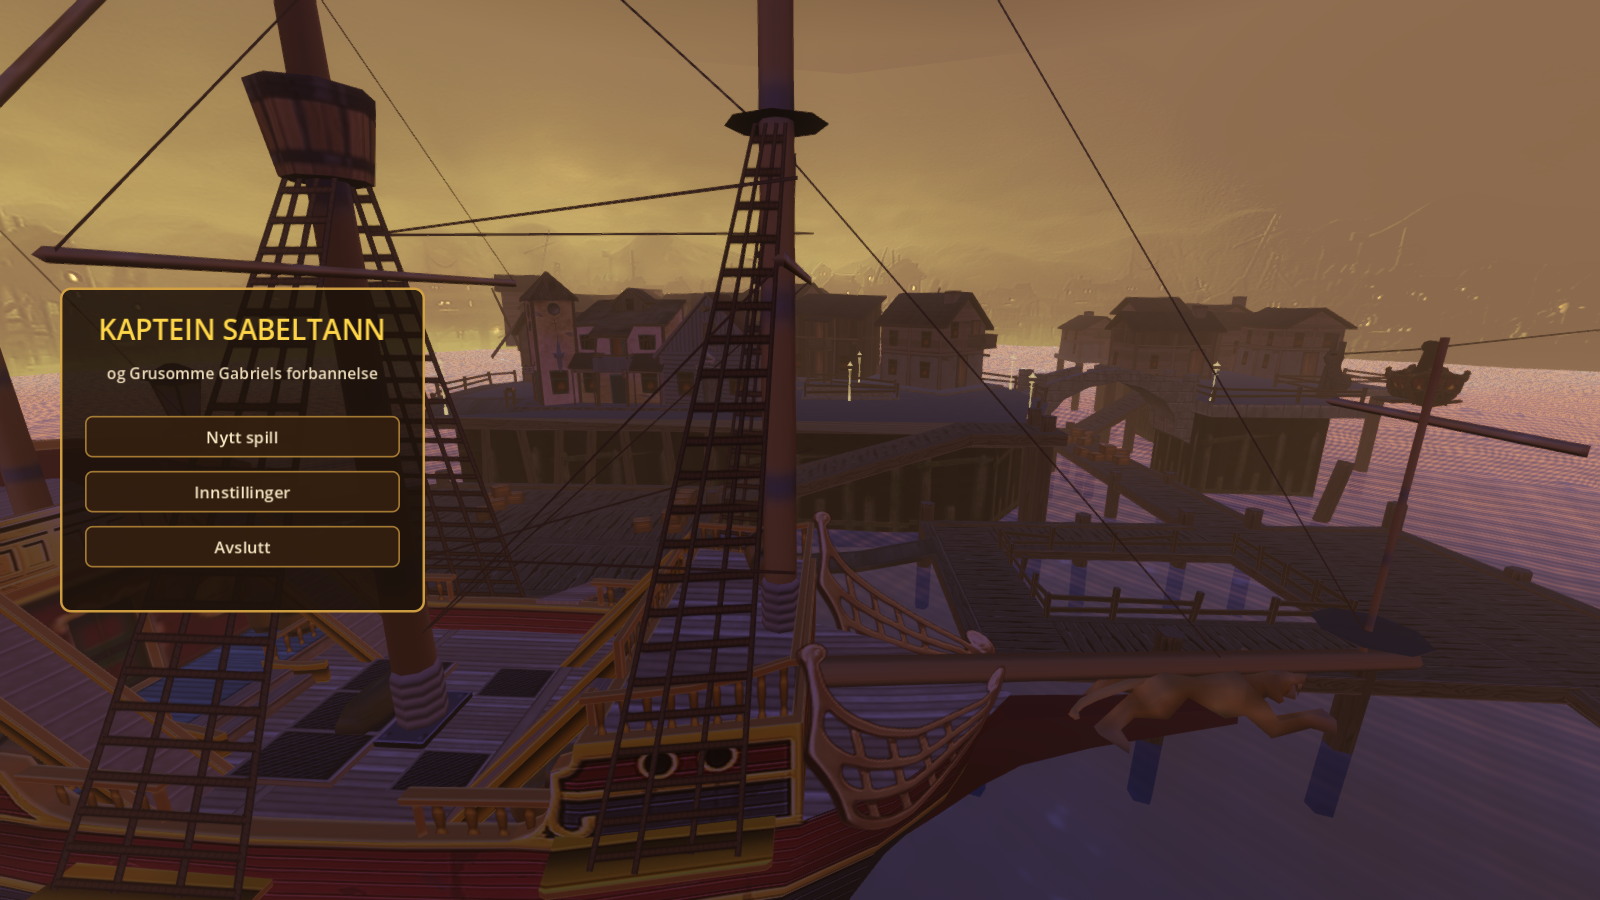 KAPTEIN SABELTANN
og Grusomme Gabriels forbannelse
Nytt spill
Innstillinger
Avslutt